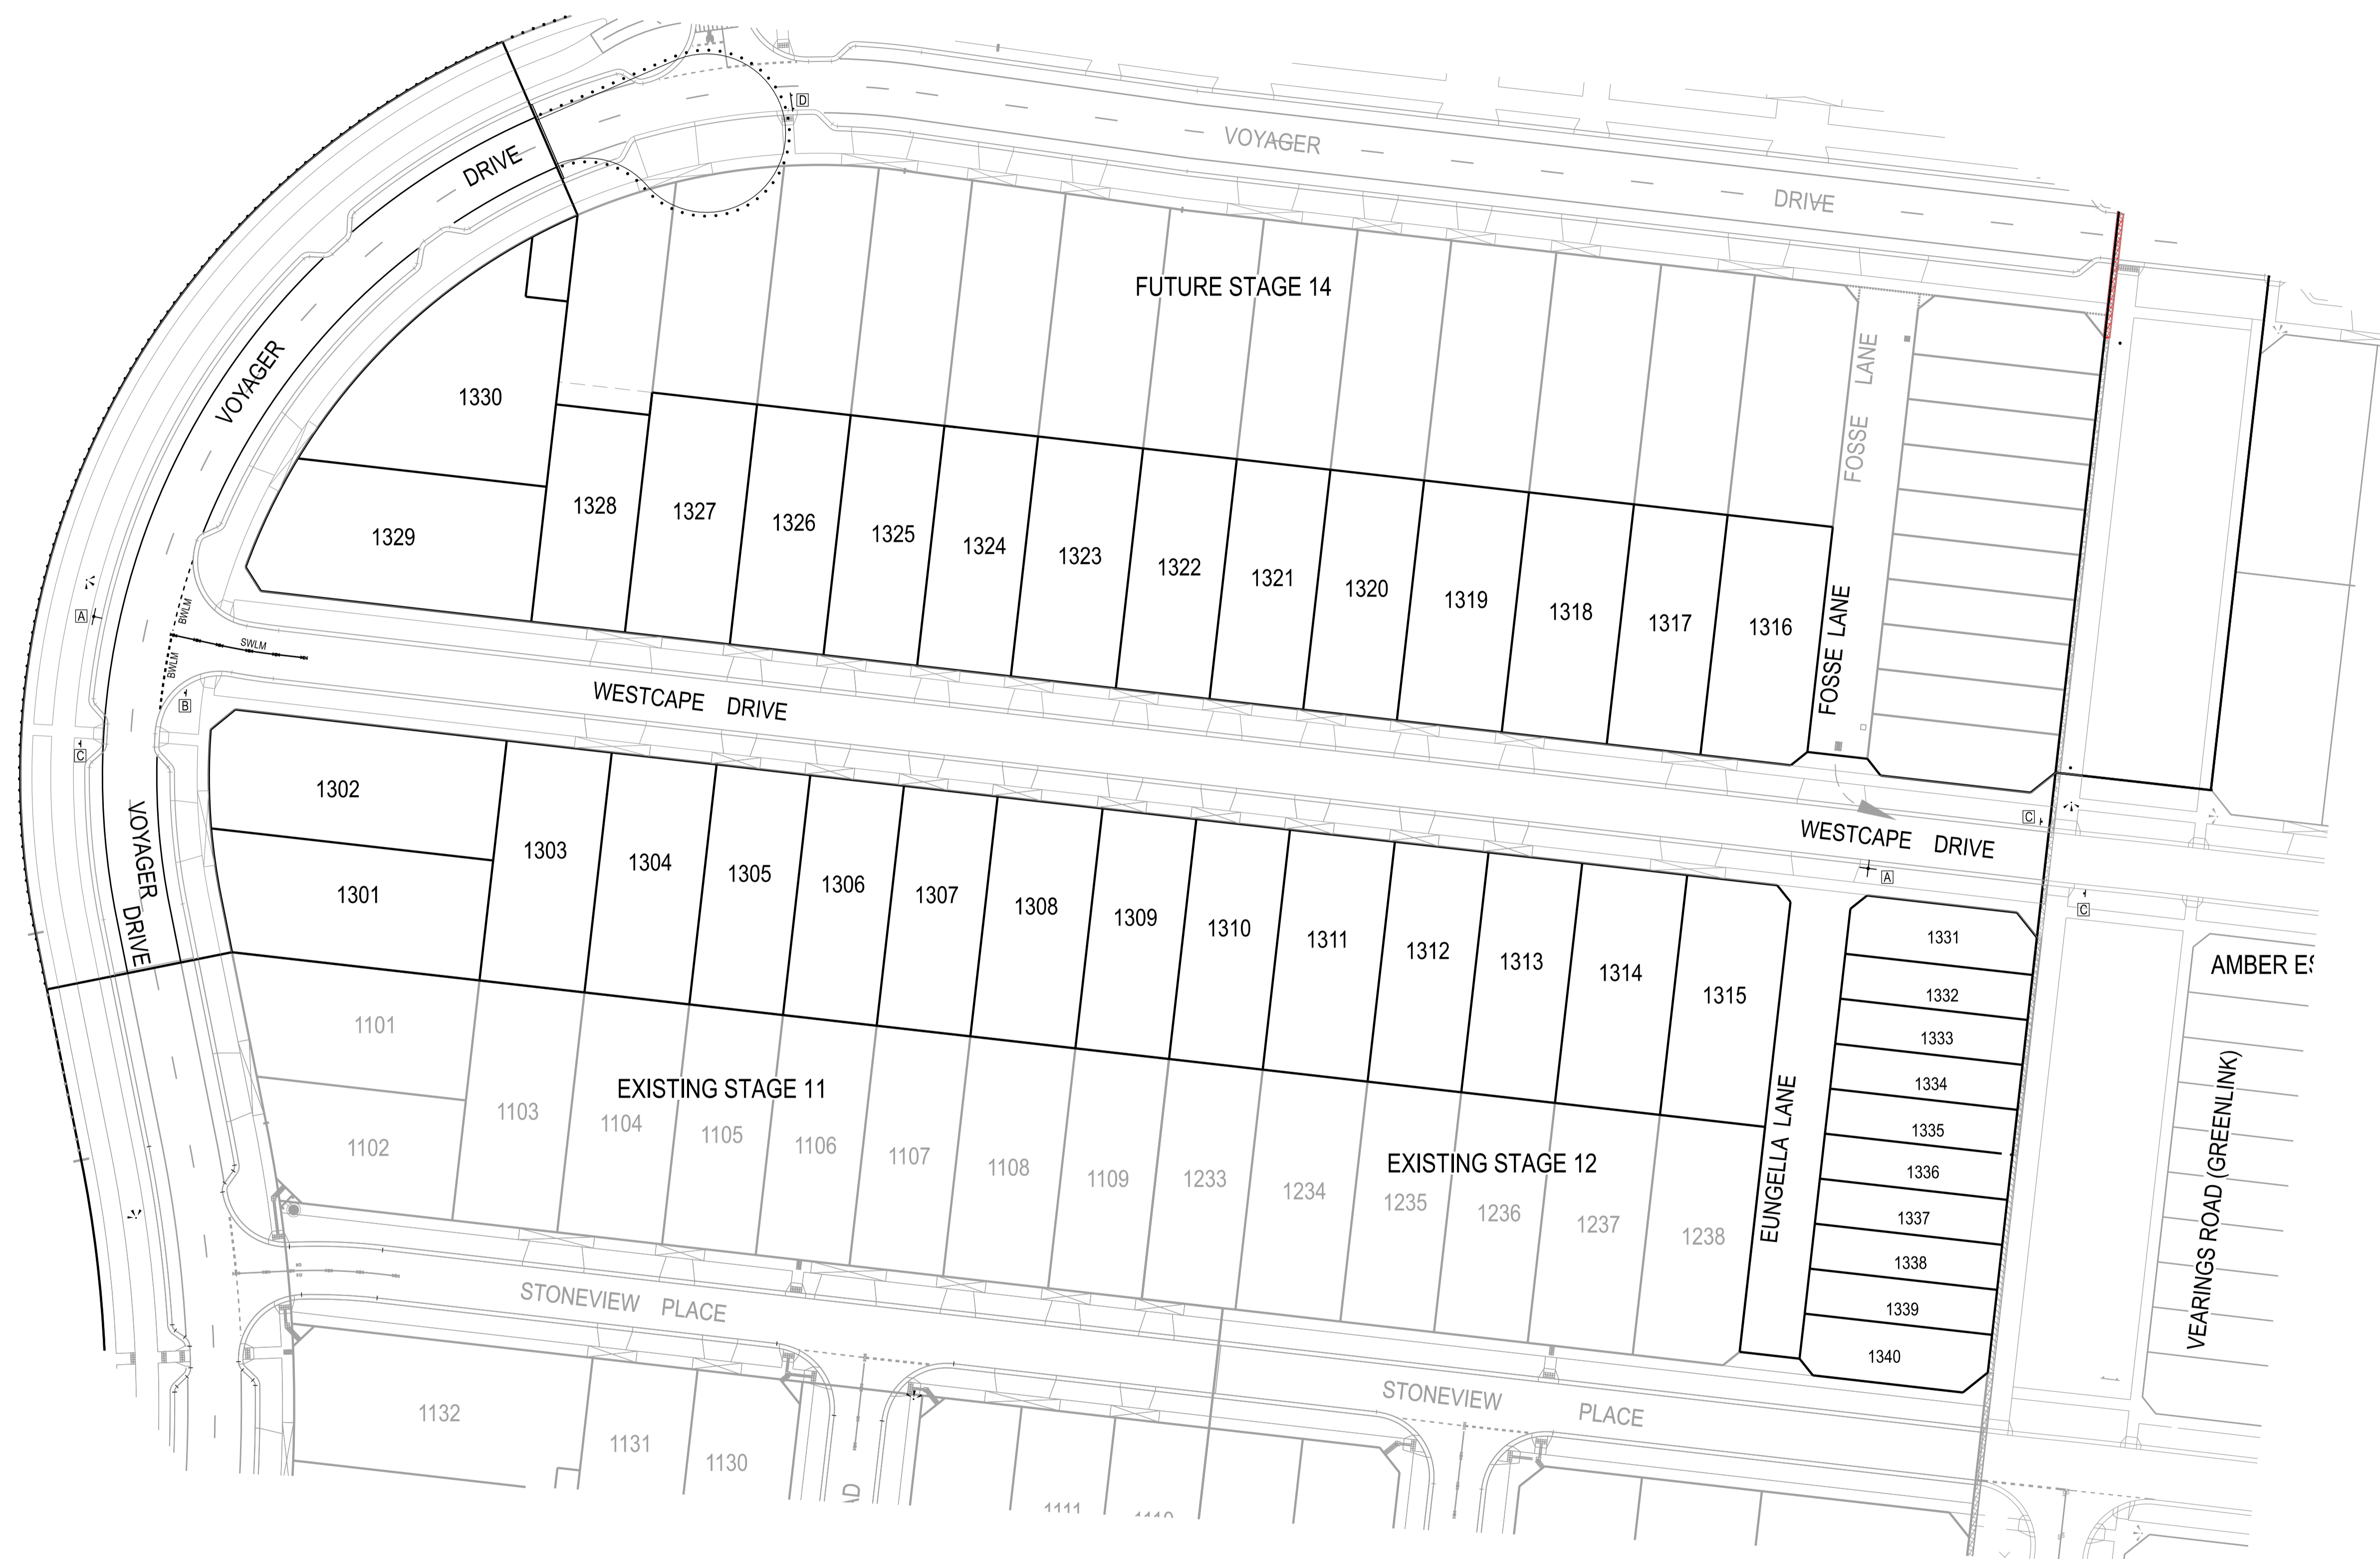 D
VOYAGER
DRIVE
DRIVE
FUTURE STAGE 14
FOSSE LANE
VOYAGER
1330
1329
1328
1327
1326
1325
1324
1323
1322
1321
1320
1319
1318
1317
1316
FOSSE LANE
A
BWLM
SWLM
BWLM
B
C
WESTCAPE DRIVE
WESTCAPE DRIVE
C
A
C
1302
1301
1303
1304
1305
1306
1307
1308
1309
1310
1311
1312
1313
1314
1315
VOYAGER
DRIVE
1331
1332
1333
1334
1335
1336
1337
1338
1339
1340
AMBER ES
VEARINGS ROAD (GREENLINK)
EUNGELLA LANE
1101
1102
EXISTING STAGE 11
1103
1104
1105
1106
1107
1108
1109
EXISTING STAGE 12
1233
1234
1235
1236
1237
1238
STONEVIEW PLACE
STONEVIEW PLACE
1132
1131
1130
AD
1111